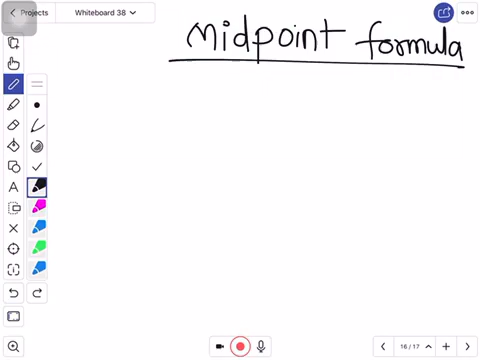 Projects
Whiteboard 38
midpoint formula
A
16 / 17